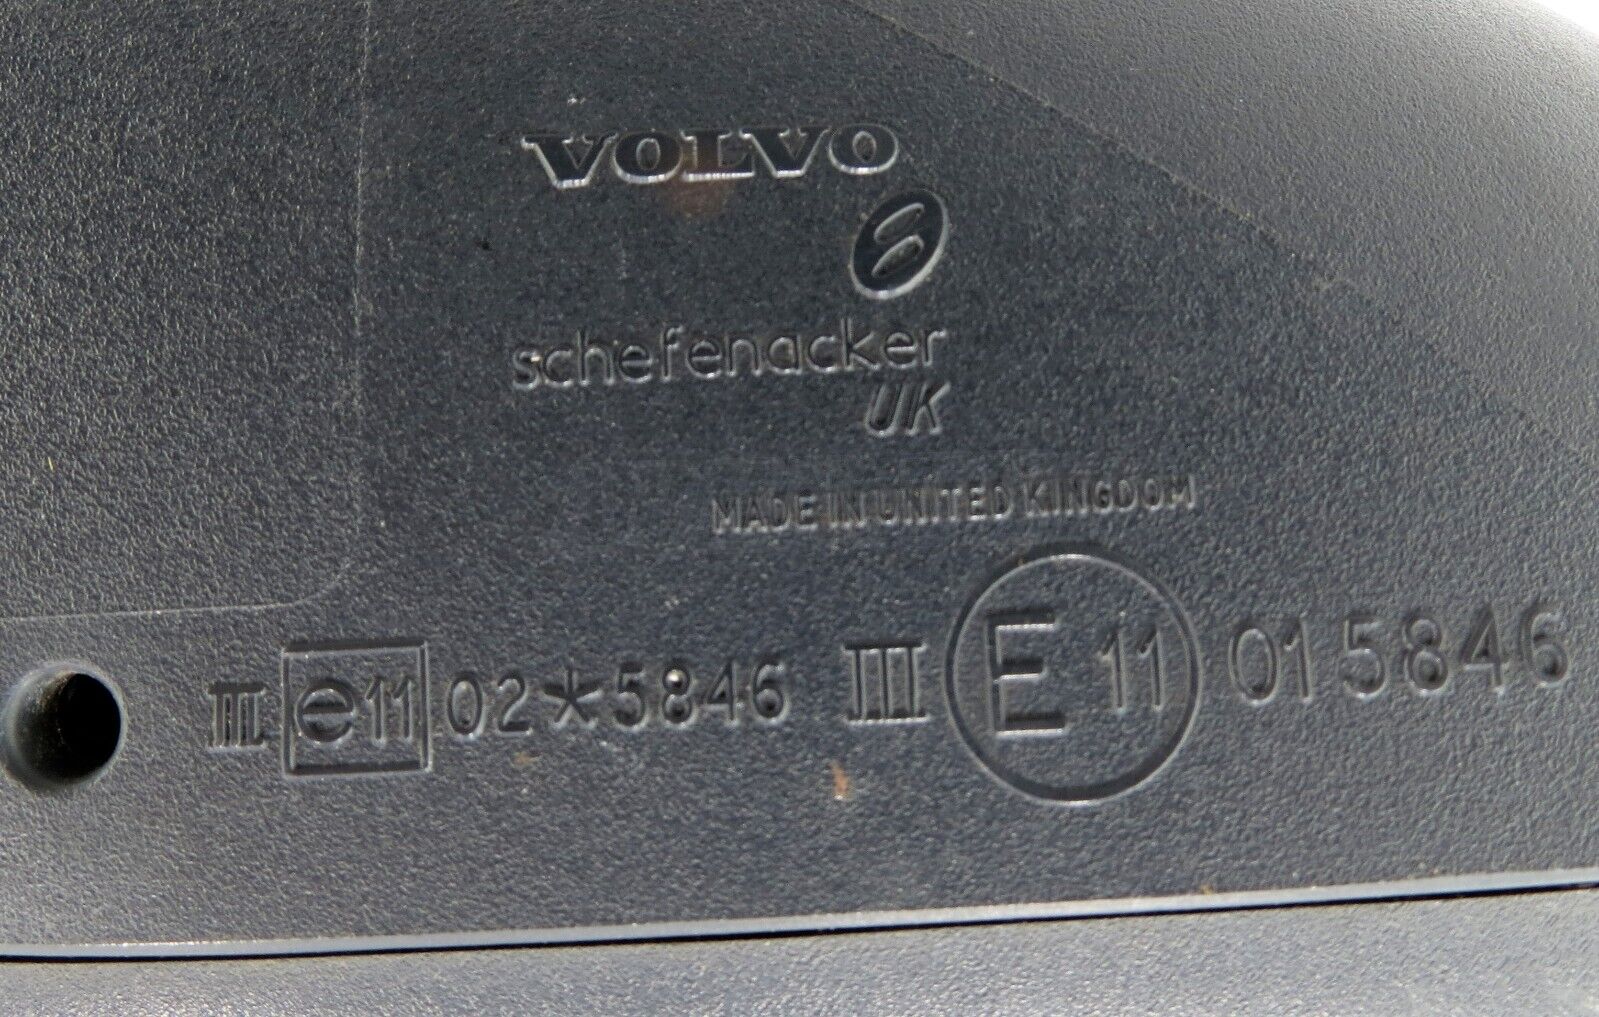 VOLVO
schefenacker
UK
MADE IN UNITED KINGDOM
III e11 02*5846 III E 11 015846